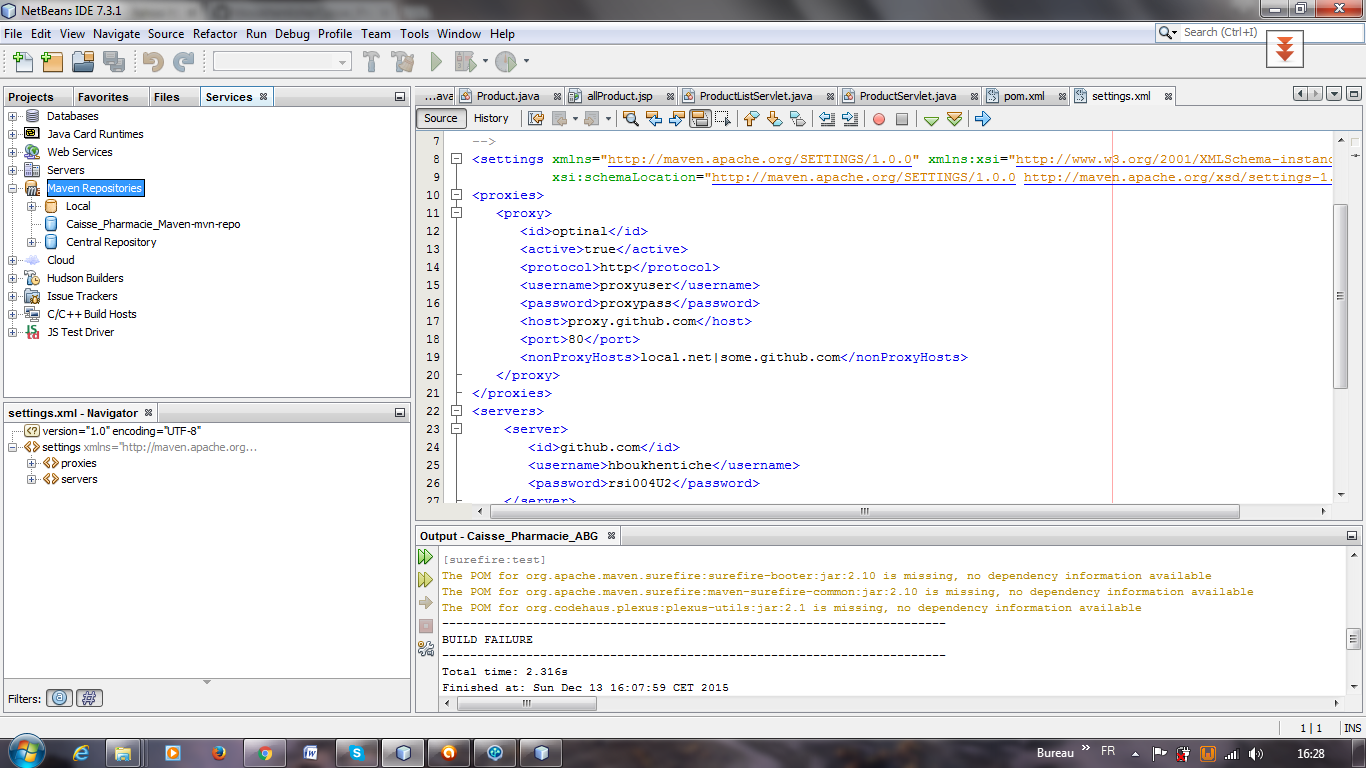 NetBeans IDE 7.3.1
File Edit View Navigate Source Refactor Run Debug Profile Team Tools Window Help
Search (Ctrl+I)
Projects Favorites Files Services
Databases
Java Card Runtimes
Web Services
Servers
Maven Repositories
Local
Caisse_Pharmacie_Maven-mvn-repo
Central Repository
Cloud
Hudson Builders
Issue Trackers
C/C++ Build Hosts
JS Test Driver
settings.xml - Navigator
version="1.0" encoding="UTF-8"
settings xmlns="http://maven.apache.org...
proxies
servers
Filters:
...ava Product.java allProduct.jsp ProductListServlet.java ProductServlet.java pom.xml settings.xml
Source History
7 -->
8 <settings xmlns="http://maven.apache.org/SETTINGS/1.0.0" xmlns:xsi="http://www.w3.org/2001/XMLSchema-instanc
9 xsi:schemaLocation="http://maven.apache.org/SETTINGS/1.0.0 http://maven.apache.org/xsd/settings-1.
10 <proxies>
11 <proxy>
12 <id>optinal</id>
13 <active>true</active>
14 <protocol>http</protocol>
15 <username>proxyuser</username>
16 <password>proxypass</password>
17 <host>proxy.github.com</host>
18 <port>80</port>
19 <nonProxyHosts>local.net|some.github.com</nonProxyHosts>
20 </proxy>
21 </proxies>
22 <servers>
23 <server>
24 <id>github.com</id>
25 <username>hboukhentiche</username>
26 <password>rsi004U2</password>
27 </server>
Output - Caisse_Pharmacie_ABG
[surefire:test]
The POM for org.apache.maven.surefire:surefire-booter:jar:2.10 is missing, no dependency information available
The POM for org.apache.maven.surefire:maven-surefire-common:jar:2.10 is missing, no dependency information available
The POM for org.codehaus.plexus:plexus-utils:jar:2.1 is missing, no dependency information available
------------------------------------------------------------------------
BUILD FAILURE
------------------------------------------------------------------------
Total time: 2.316s
Finished at: Sun Dec 13 16:07:59 CET 2015
1 | 1 INS
Bureau » FR 16:28